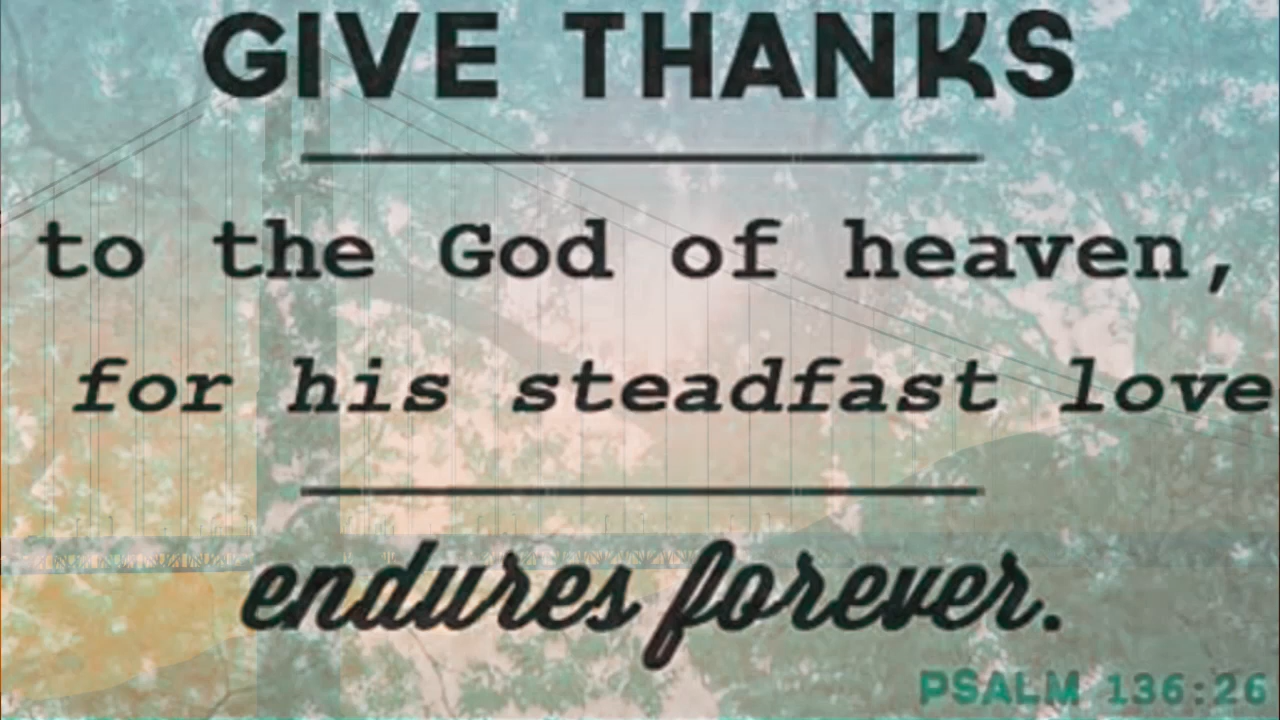 GIVE THANKS
to the God of heaven,
for his steadfast love
endures forever.
PSALM 136:26